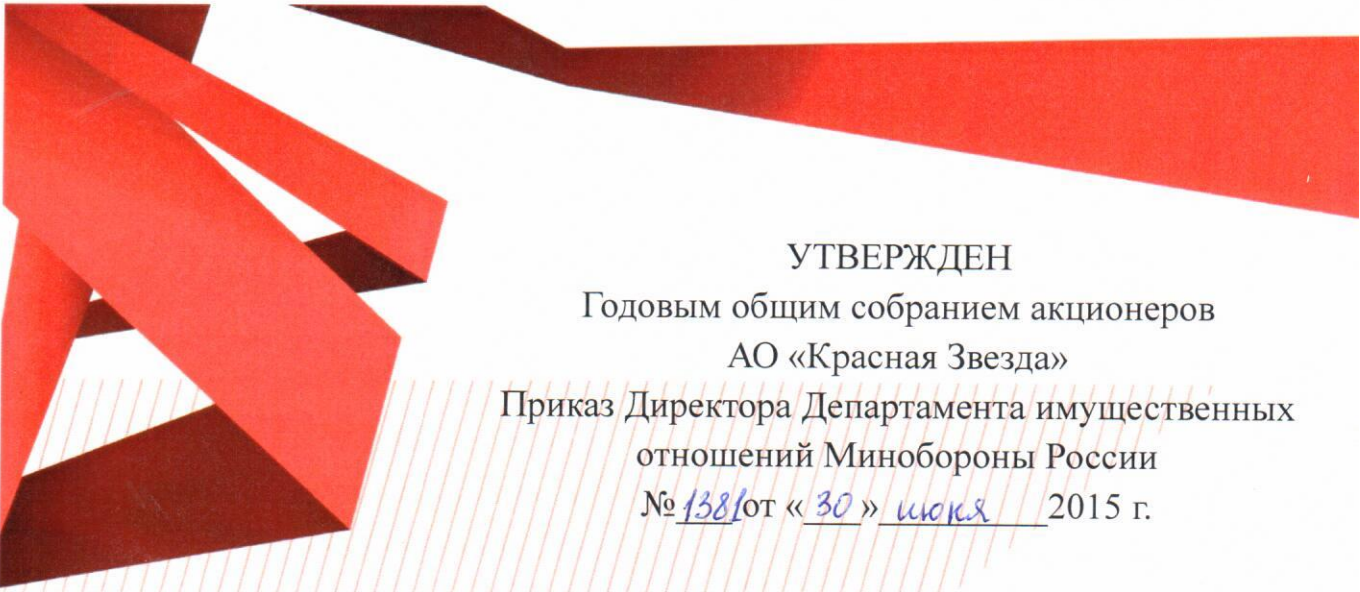 УТВЕРЖДЕН
Годовым общим собранием акционеров
АО «Красная Звезда»
Приказ Директора Департамента имущественных
отношений Минобороны России
№ 1381 от « 30 » июня 2015 г.